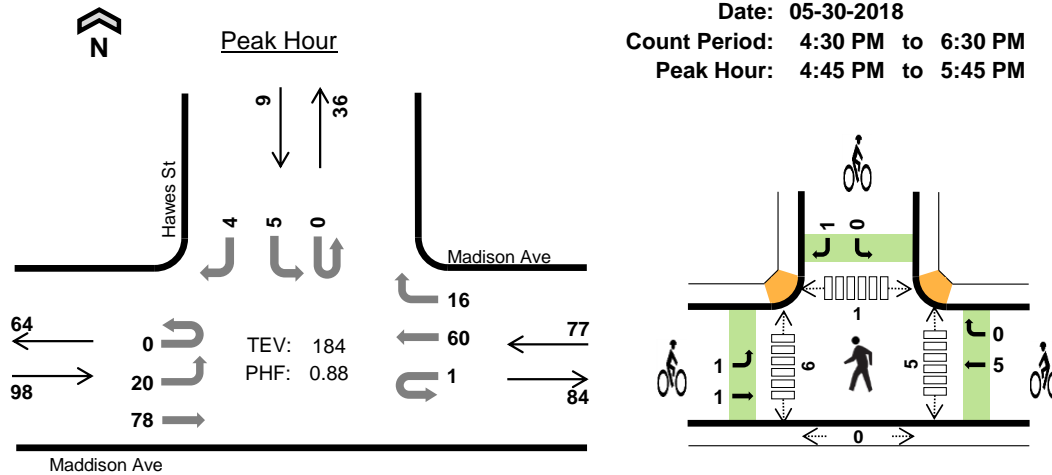 N
Peak Hour
Date: 05-30-2018
Count Period: 4:30 PM to 6:30 PM
Peak Hour: 4:45 PM to 5:45 PM
9
36
Hawes St
4
5
0
Madison Ave
16
60
1
77
84
64
98
0
20
78
TEV: 184
PHF: 0.88
Maddison Ave
1
0
1
6
5
0
5
1
1
0